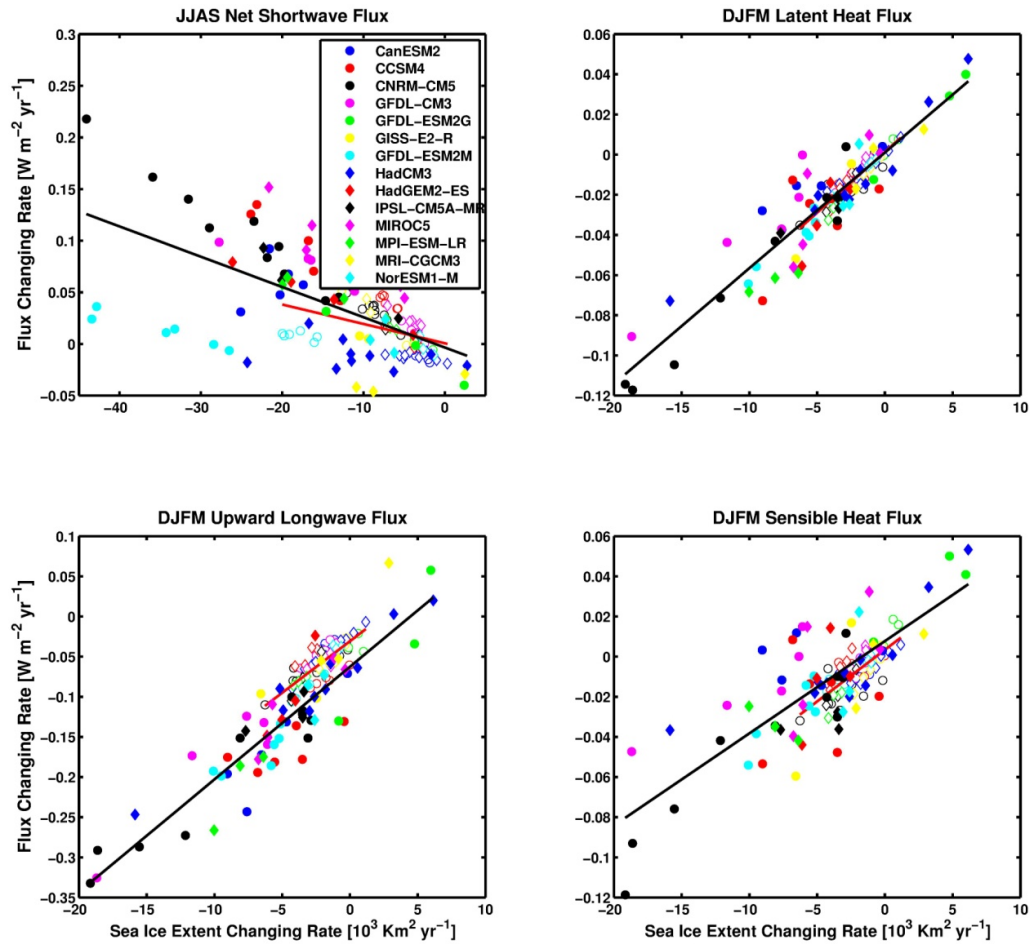 JJAS Net Shortwave Flux
Flux Changing Rate [W m⁻² yr⁻¹]
0.3
0.25
0.2
0.15
0.1
0.05
0
−0.05
−40
−30
−20
−10
0
CanESM2
CCSM4
CNRM−CM5
GFDL−CM3
GFDL−ESM2G
GISS−E2−R
GFDL−ESM2M
HadCM3
HadGEM2−ES
IPSL−CM5A−MR
MIROC5
MPI−ESM−LR
MRI−CGCM3
NorESM1−M
DJFM Latent Heat Flux
0.06
0.04
0.02
0
−0.02
−0.04
−0.06
−0.08
−0.1
−0.12
−20
−15
−10
−5
0
5
10
DJFM Upward Longwave Flux
Flux Changing Rate [W m⁻² yr⁻¹]
0.1
0.05
0
−0.05
−0.1
−0.15
−0.2
−0.25
−0.3
−0.35
−20
−15
−10
−5
0
5
10
Sea Ice Extent Changing Rate [10³ Km² yr⁻¹]
DJFM Sensible Heat Flux
0.06
0.04
0.02
0
−0.02
−0.04
−0.06
−0.08
−0.1
−0.12
−20
−15
−10
−5
0
5
10
Sea Ice Extent Changing Rate [10³ Km² yr⁻¹]